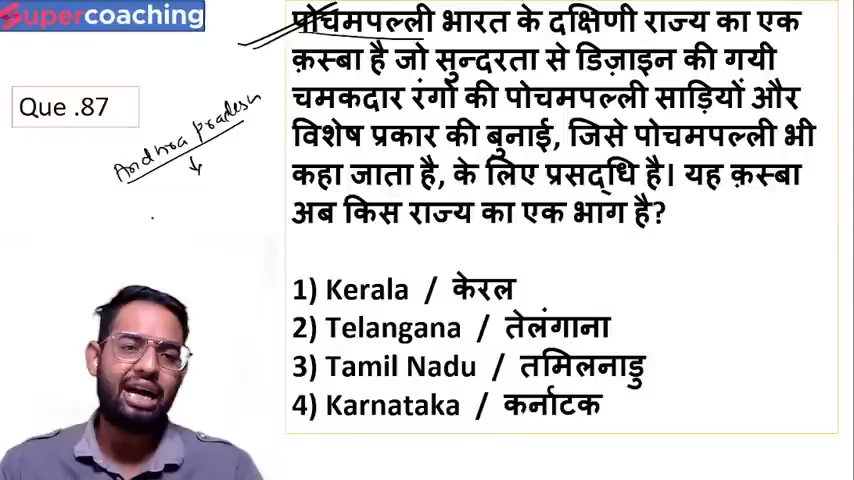 Supercoaching
Que .87
Andhra pradesh
पोचमपल्ली भारत के दक्षिणी राज्य का एक
क़स्बा है जो सुन्दरता से डिज़ाइन की गयी
चमकदार रंगों की पोचमपल्ली साड़ियों और
विशेष प्रकार की बुनाई, जिसे पोचमपल्ली भी
कहा जाता है, के लिए प्रसद्धि है। यह क़स्बा
अब किस राज्य का एक भाग है?
1) Kerala / केरल
2) Telangana / तेलंगाना
3) Tamil Nadu / तमिलनाडु
4) Karnataka / कर्नाटक